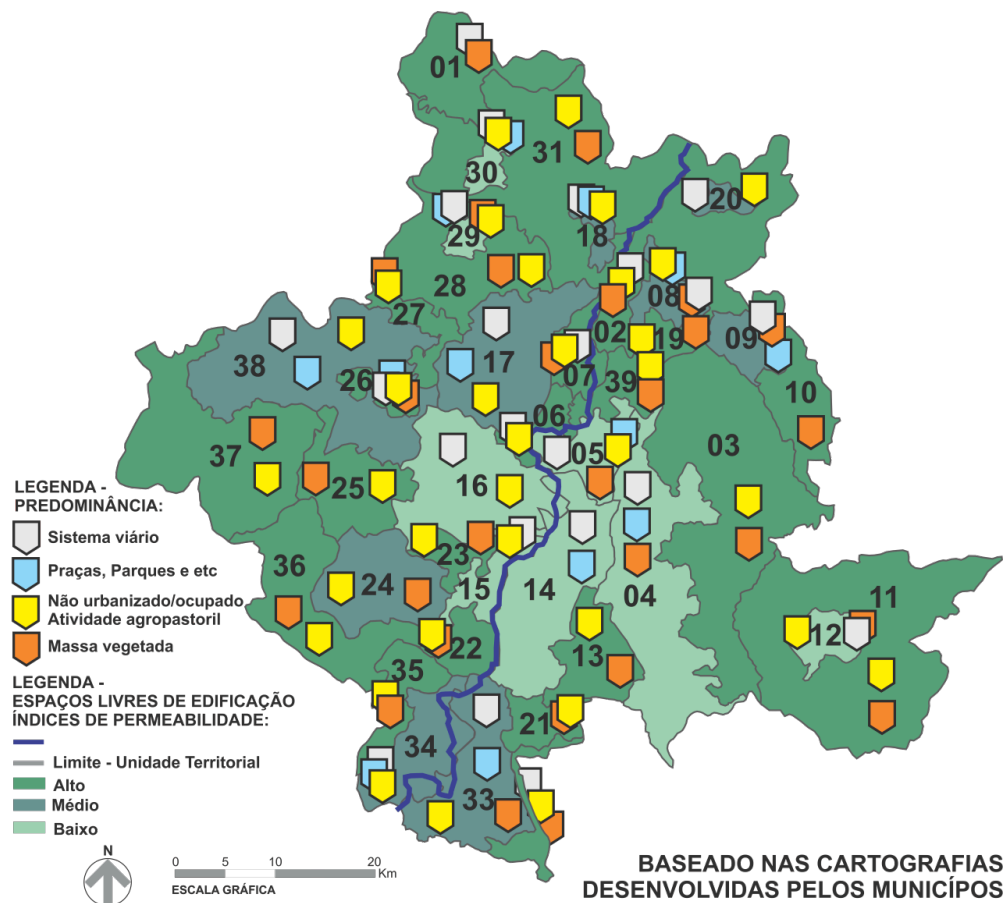 01
31
30
20
18
29
28
08
27
02
19
09
38
17
07
26
39
10
06
03
05
37
16
25
LEGENDA -
PREDOMINÂNCIA:
Sistema viário
Praças, Parques e etc
Não urbanizado/ocupado
Atividade agropastoril
Massa vegetada
23
36
24
15
14
04
11
12
22
13
35
LEGENDA -
ESPAÇOS LIVRES DE EDIFICAÇÃO
ÍNDICES DE PERMEABILIDADE:
Limite - Unidade Territorial
Alto
Médio
Baixo
21
34
33
N
0 5 10 20
Km
ESCALA GRÁFICA
BASEADO NAS CARTOGRAFIAS
DESENVOLVIDAS PELOS MUNICÍPOS